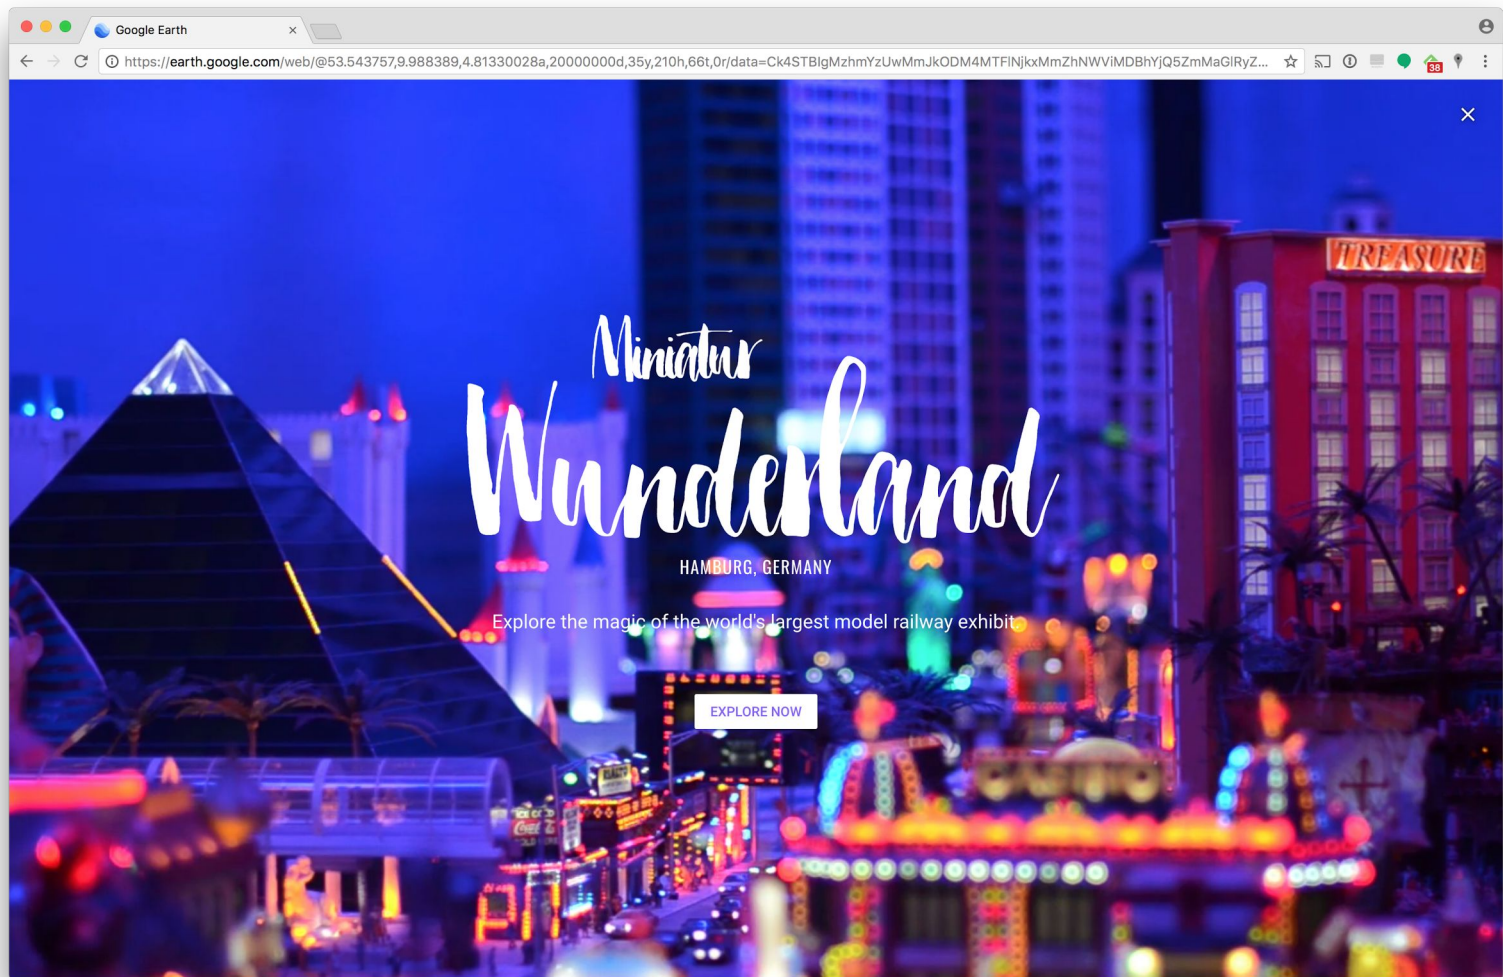 Google Earth
https://earth.google.com/web/@53.543757,9.988389,4.81330028a,20000000d,35y,210h,66t,0r/data=Ck4STBIgMzhmYzUwMmJkODM4MTFlNjkxMmZhNWViMDBhYjQ5ZmMaGlRyZ...
38
TREASURE
Miniatur
Wunderland
HAMBURG, GERMANY
Explore the magic of the world's largest model railway exhibit.
EXPLORE NOW